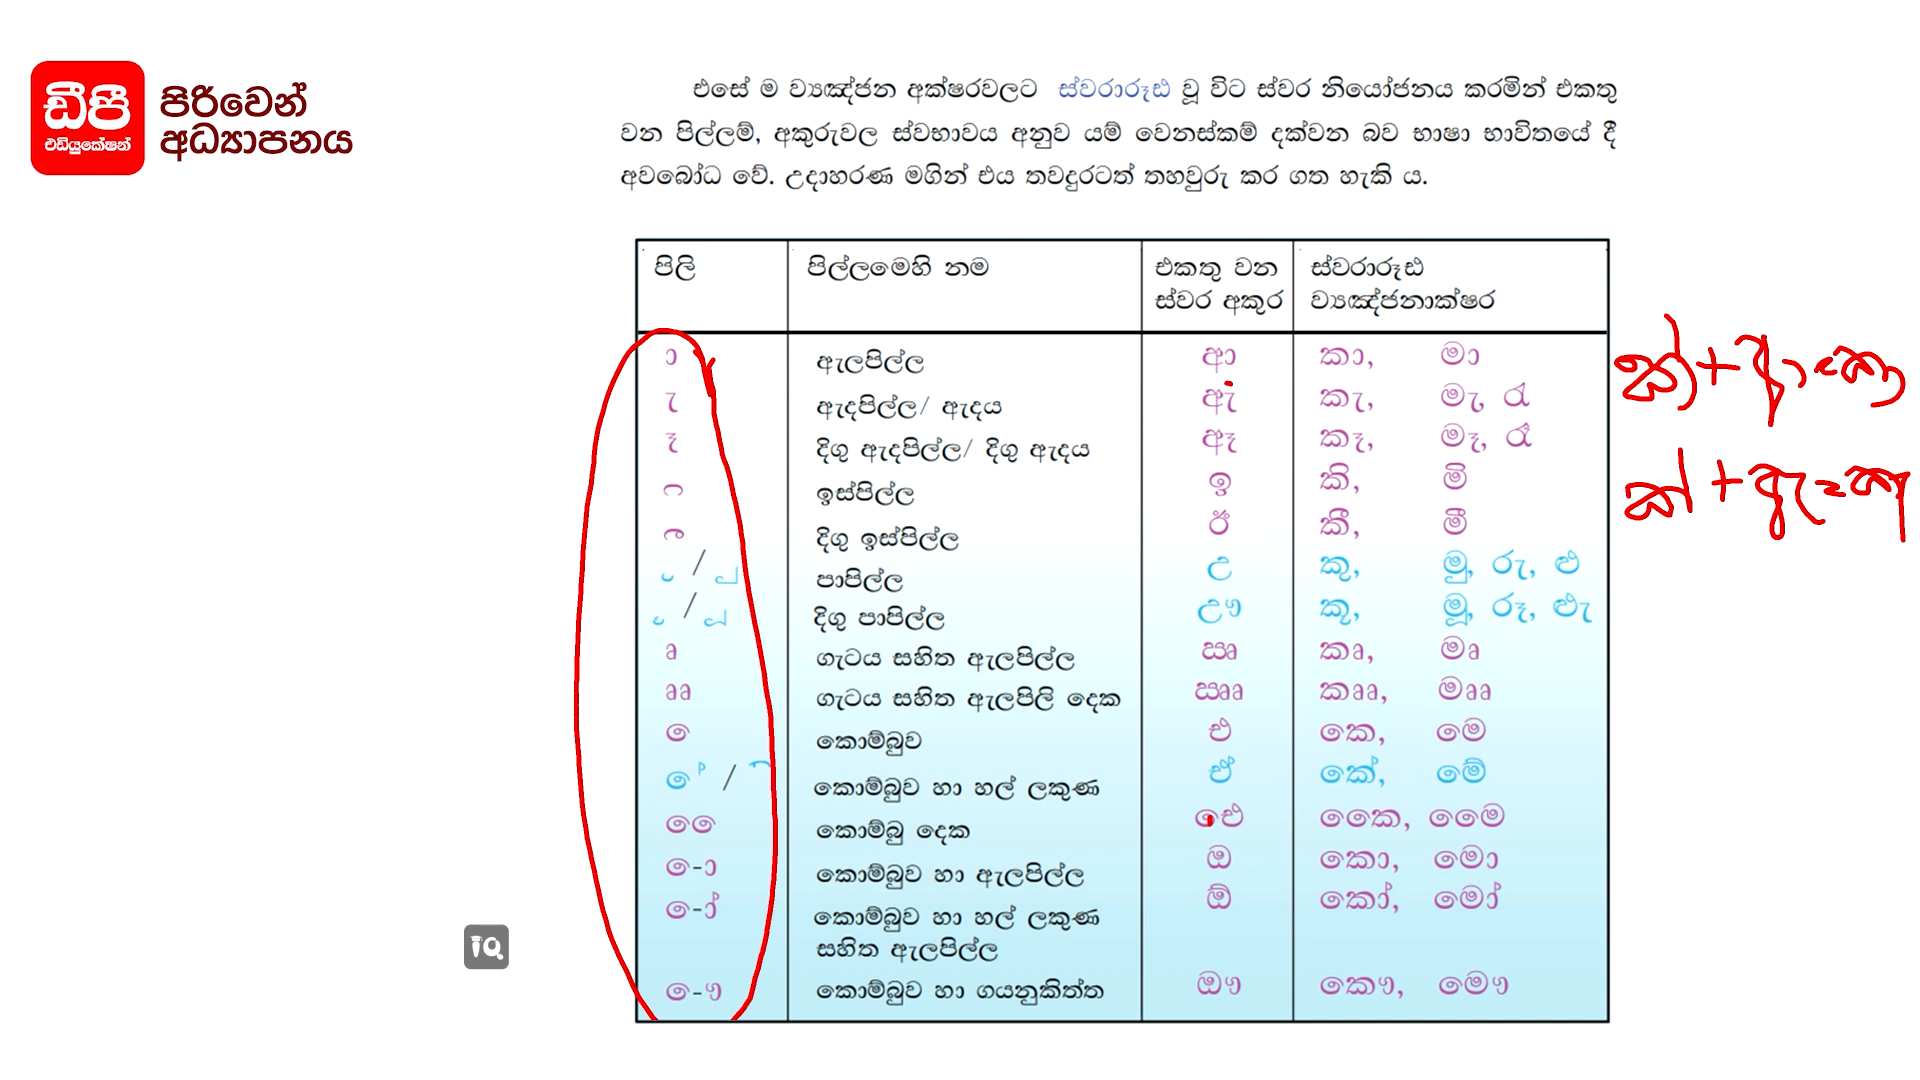 ඩීපී
එඩියුකේෂන්
පිරිවෙන්
අධ්‍යාපනය
එසේ ම ව්‍යඤ්ජන අක්ෂරවලට ස්වරාරූඪ වූ විට ස්වර නියෝජනය කරමින් එකතු
වන පිල්ලම්, අකුරුවල ස්වභාවය අනුව යම් වෙනස්කම් දක්වන බව භාෂා භාවිතයේ දී
අවබෝධ වේ. උදාහරණ මගින් එය තවදුරටත් තහවුරු කර ගත හැකි ය.
පිලි පිල්ලමෙහි නම එකතු වන ස්වර අකුර ස්වරාරූඪ ව්‍යඤ්ජනාක්ෂර
ා ඇලපිල්ල ආ කා, මා
ැ ඇදපිල්ල/ ඇදය ඇ කැ, මැ, රැ
ෑ දිගු ඇදපිල්ල/ දිගු ඇදය ඈ කෑ, මෑ, රෑ
ි ඉස්පිල්ල ඉ කි, මි
ී දිගු ඉස්පිල්ල ඊ කී, මී
ු / ු පාපිල්ල උ කු, මු, රු, ළු
ූ / ූ දිගු පාපිල්ල ඌ කූ, මූ, රූ, ළූ
ෘ ගැටය සහිත ඇලපිල්ල ඍ කෘ, මෘ
ෲ ගැටය සහිත ඇලපිලි දෙක ඎ කෲ, මෲ
ෙ කොම්බුව එ කෙ, මෙ
ේ / ් කොම්බුව හා හල් ලකුණ ඒ කේ, මේ
ෛ කොම්බු දෙක ඓ කෛ, මෛ
ෙ-ා කොම්බුව හා ඇලපිල්ල ඔ කො, මො
ෙ-ා් කොම්බුව හා හල් ලකුණ සහිත ඇලපිල්ල ඕ කෝ, මෝ
ෙ-ෟ කොම්බුව හා ගයනුකිත්ත ඖ කෞ, මෞ
ක්+ආ=කා
ක්+ඇ=කැ
IQ